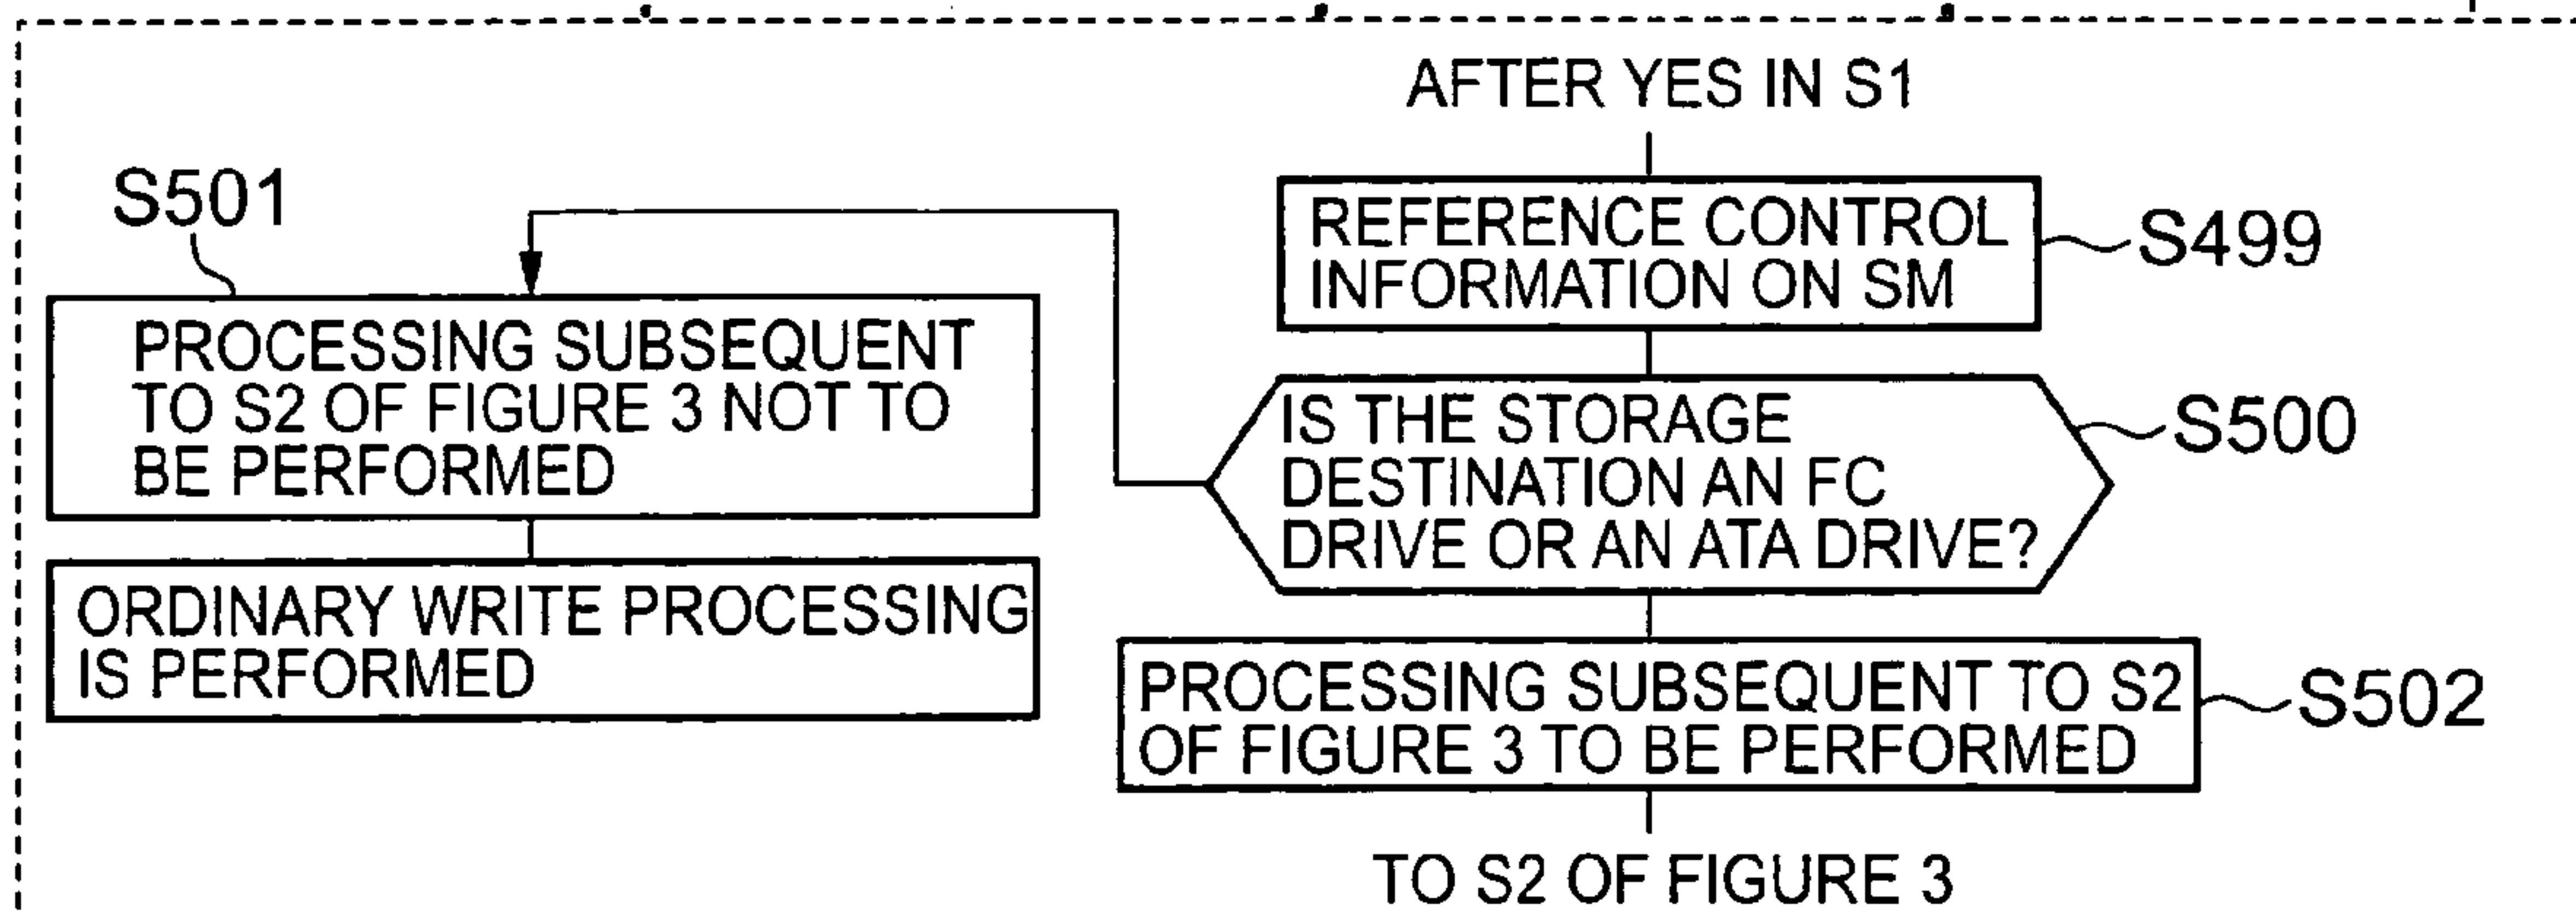 AFTER YES IN S1
REFERENCE CONTROL
INFORMATION ON SM
S499
S501
PROCESSING SUBSEQUENT
TO S2 OF FIGURE 3 NOT TO
BE PERFORMED
IS THE STORAGE
DESTINATION AN FC
DRIVE OR AN ATA DRIVE?
S500
ORDINARY WRITE PROCESSING
IS PERFORMED
PROCESSING SUBSEQUENT TO S2
OF FIGURE 3 TO BE PERFORMED
S502
TO S2 OF FIGURE 3